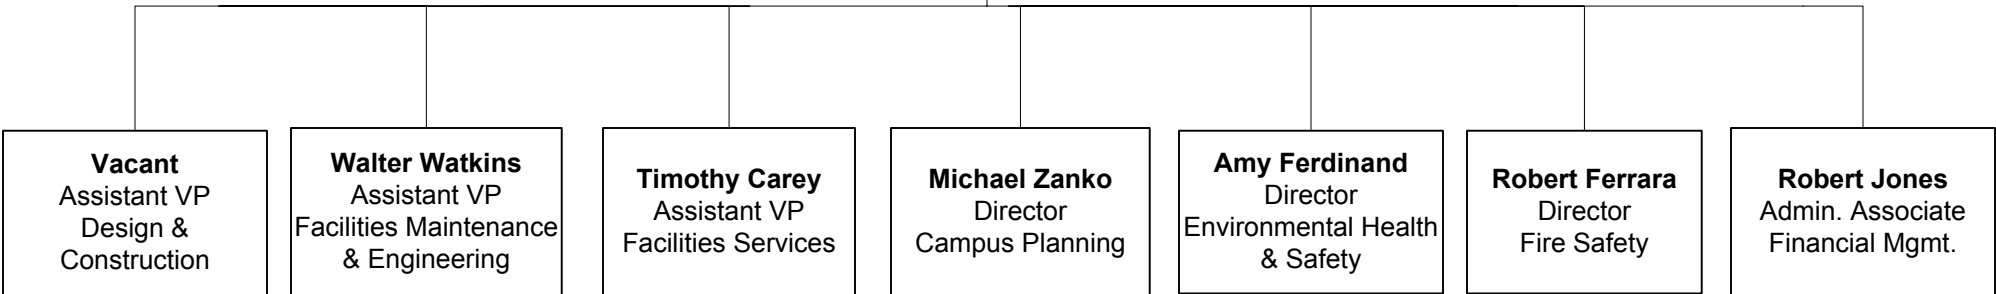 Vacant
Assistant VP
Design &
Construction
Walter Watkins
Assistant VP
Facilities Maintenance
& Engineering
Timothy Carey
Assistant VP
Facilities Services
Michael Zanko
Director
Campus Planning
Amy Ferdinand
Director
Environmental Health
& Safety
Robert Ferrara
Director
Fire Safety
Robert Jones
Admin. Associate
Financial Mgmt.